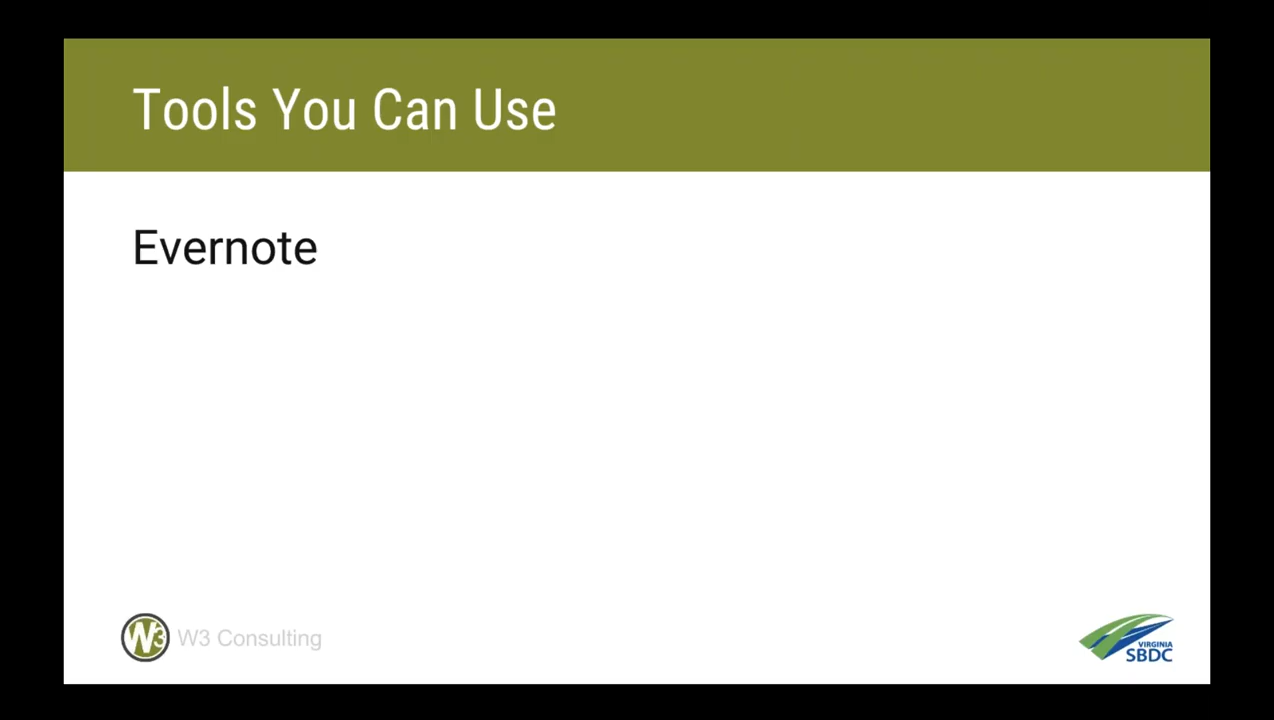 Tools You Can Use
Evernote
W3 W3 Consulting
VIRGINIA
SBDC